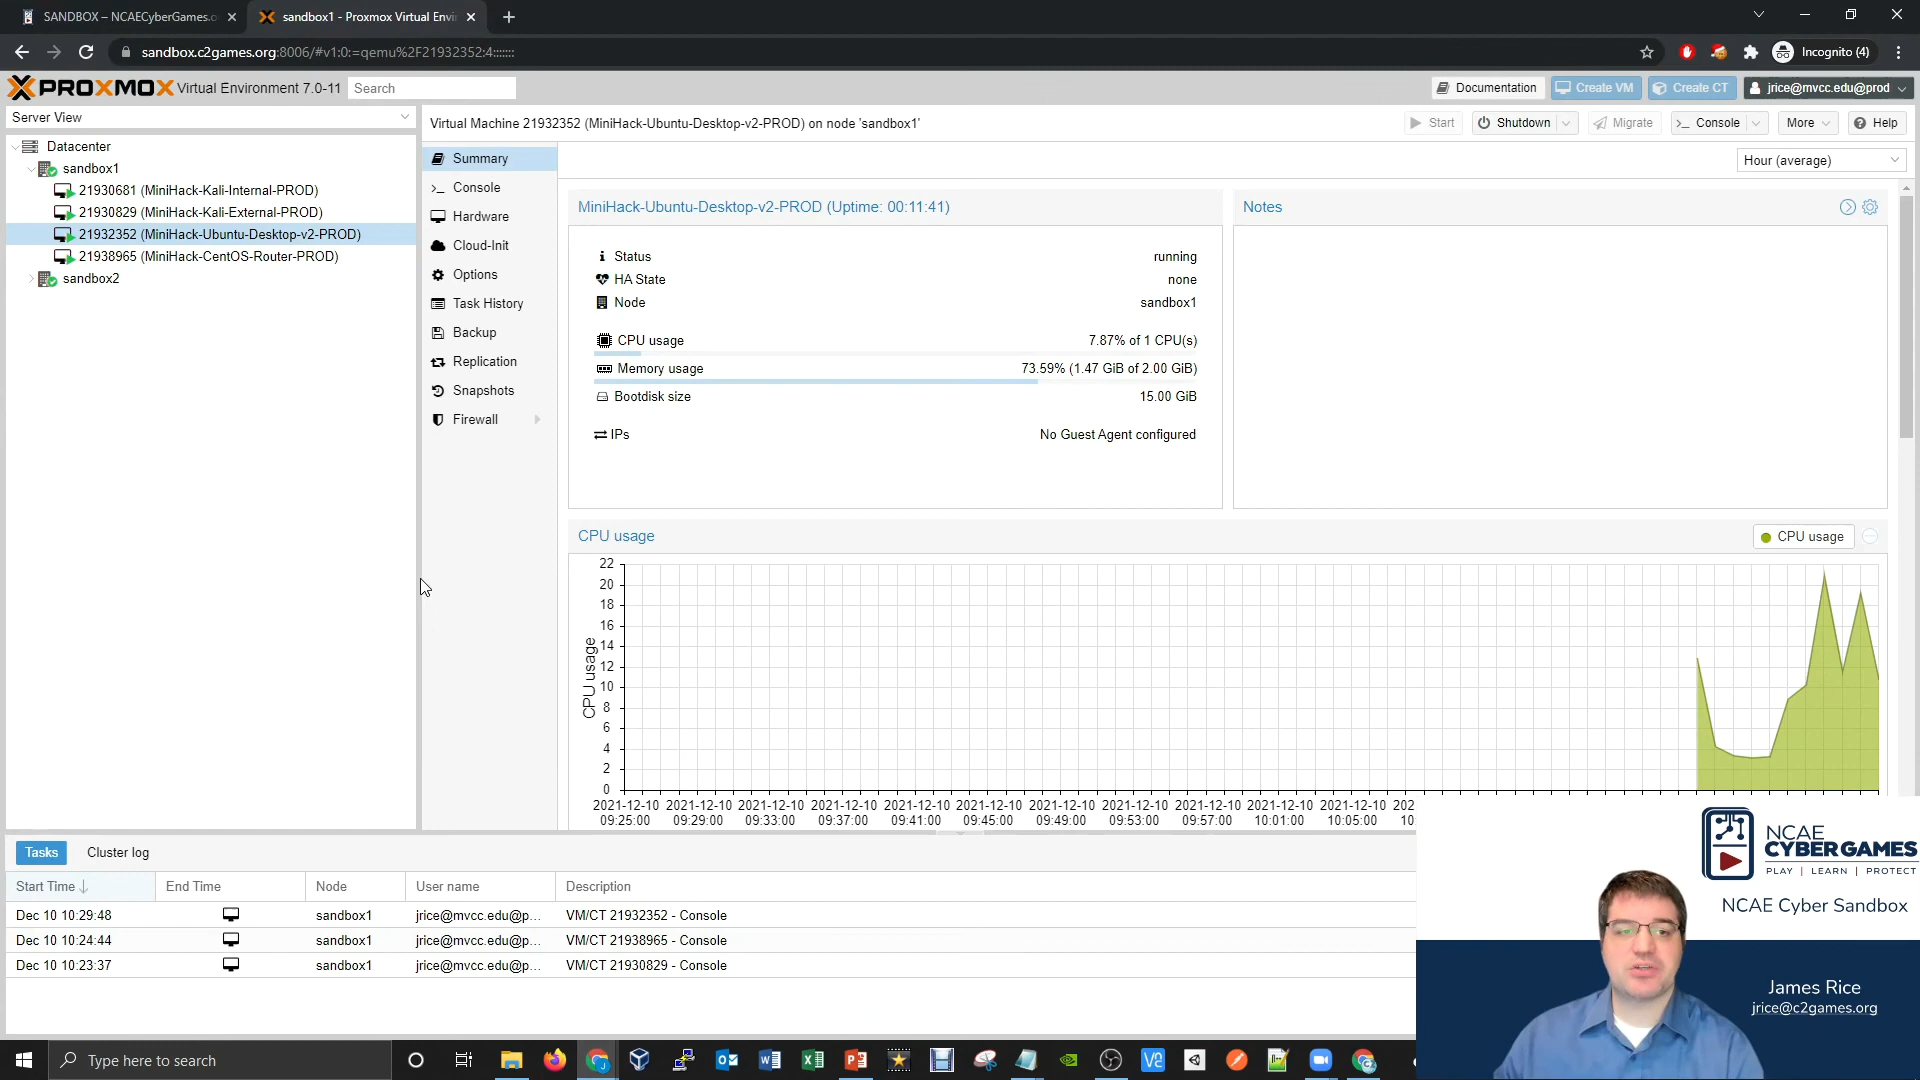 SANDBOX – NCAECyberGames.o
sandbox1 - Proxmox Virtual Envir
sandbox.c2games.org:8006/#v1:0:=qemu%2F21932352:4:::::::
Incognito (4)
PROXMOX Virtual Environment 7.0-11
Search
Documentation
Create VM
Create CT
jrice@mvcc.edu@prod
Server View
Virtual Machine 21932352 (MiniHack-Ubuntu-Desktop-v2-PROD) on node 'sandbox1'
Start
Shutdown
Migrate
Console
More
Help
Datacenter
sandbox1
21930681 (MiniHack-Kali-Internal-PROD)
21930829 (MiniHack-Kali-External-PROD)
21932352 (MiniHack-Ubuntu-Desktop-v2-PROD)
21938965 (MiniHack-CentOS-Router-PROD)
sandbox2
Summary
Console
Hardware
Cloud-Init
Options
Task History
Backup
Replication
Snapshots
Firewall
Hour (average)
MiniHack-Ubuntu-Desktop-v2-PROD (Uptime: 00:11:41)
Status running
HA State none
Node sandbox1
CPU usage 7.87% of 1 CPU(s)
Memory usage 73.59% (1.47 GiB of 2.00 GiB)
Bootdisk size 15.00 GiB
IPs No Guest Agent configured
Notes
CPU usage
CPU usage
CPU usage
22
20
18
16
14
12
10
8
6
4
2
0
2021-12-10 2021-12-10 2021-12-10 2021-12-10 2021-12-10 2021-12-10 2021-12-10 2021-12-10 2021-12-10 2021-12-10 2021-12-10 202
09:25:00 09:29:00 09:33:00 09:37:00 09:41:00 09:45:00 09:49:00 09:53:00 09:57:00 10:01:00 10:05:00 10:
Tasks
Cluster log
Start Time End Time Node User name Description
Dec 10 10:29:48 sandbox1 jrice@mvcc.edu@p... VM/CT 21932352 - Console
Dec 10 10:24:44 sandbox1 jrice@mvcc.edu@p... VM/CT 21938965 - Console
Dec 10 10:23:37 sandbox1 jrice@mvcc.edu@p... VM/CT 21930829 - Console
NCAE
CYBERGAMES
PLAY | LEARN | PROTECT
NCAE Cyber Sandbox
James Rice
jrice@c2games.org
Type here to search